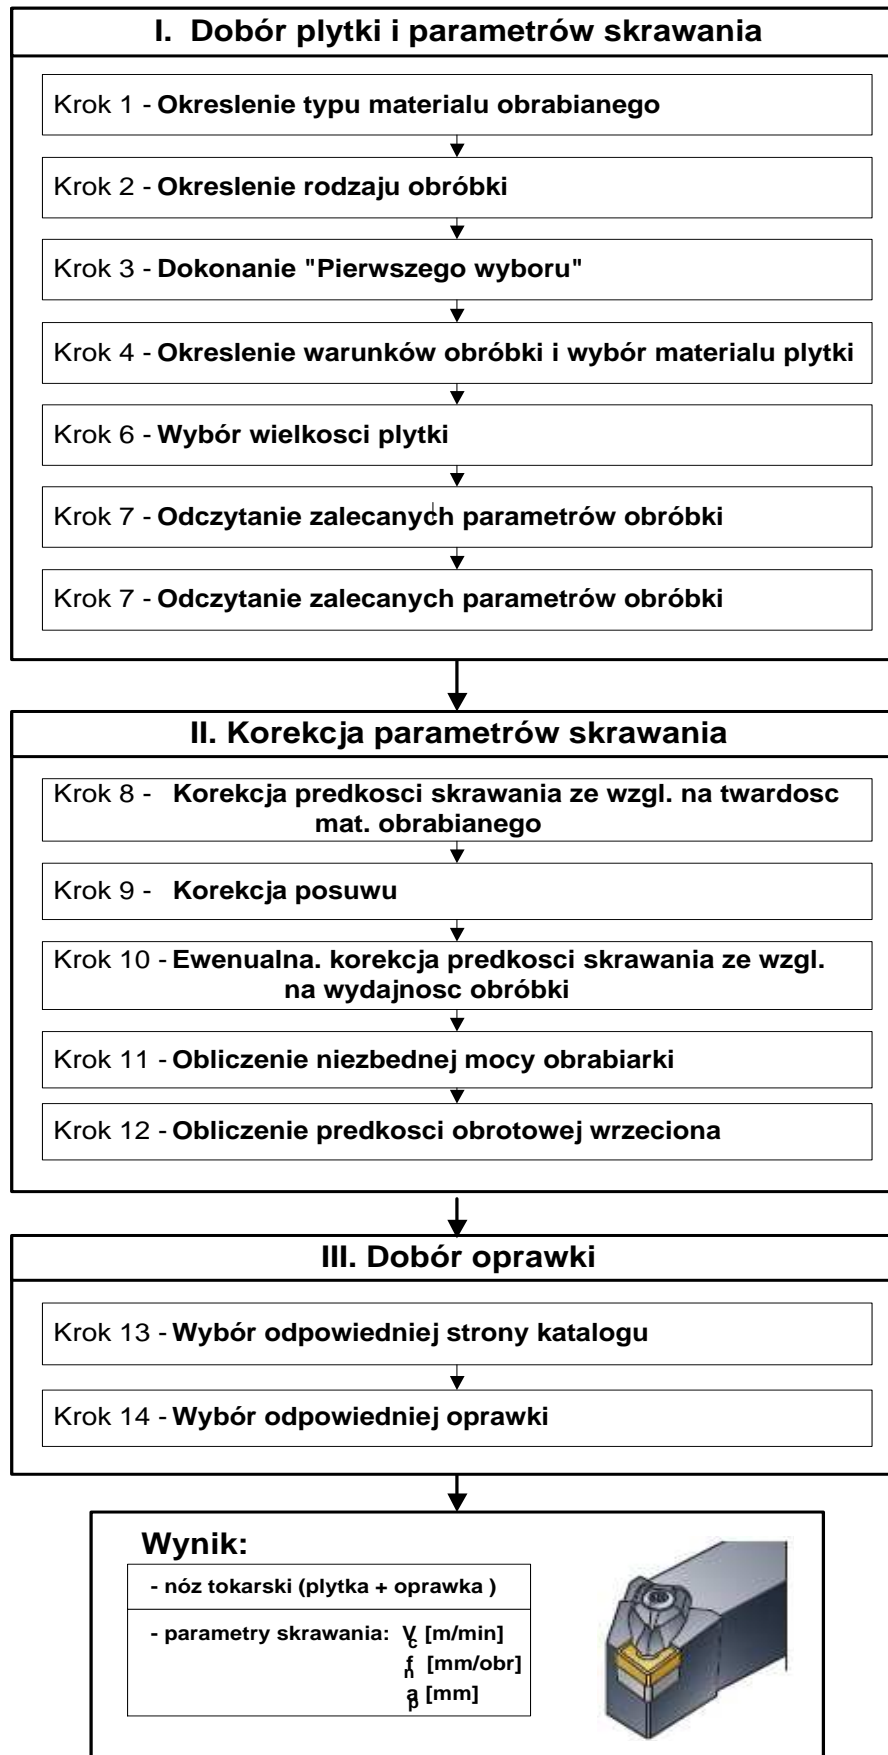 I. Dobór plytki i parametrów skrawania
Krok 1 - Okreslenie typu materialu obrabianego
Krok 2 - Okreslenie rodzaju obróbki
Krok 3 - Dokonanie "Pierwszego wyboru"
Krok 4 - Okreslenie warunków obróbki i wybór materialu plytki
Krok 6 - Wybór wielkosci plytki
Krok 7 - Odczytanie zalecanych parametrów obróbki
Krok 7 - Odczytanie zalecanych parametrów obróbki
II. Korekcja parametrów skrawania
Krok 8 - Korekcja predkosci skrawania ze wzgl. na twardosc
mat. obrabianego
Krok 9 - Korekcja posuwu
Krok 10 - Ewenualna. korekcja predkosci skrawania ze wzgl.
na wydajnosc obróbki
Krok 11 - Obliczenie niezbednej mocy obrabiarki
Krok 12 - Obliczenie predkosci obrotowej wrzeciona
III. Dobór oprawki
Krok 13 - Wybór odpowiedniej strony katalogu
Krok 14 - Wybór odpowiedniej oprawki
Wynik:
- nóz tokarski (plytka + oprawka )
- parametry skrawania: Vc [m/min]
fn [mm/obr]
ap [mm]